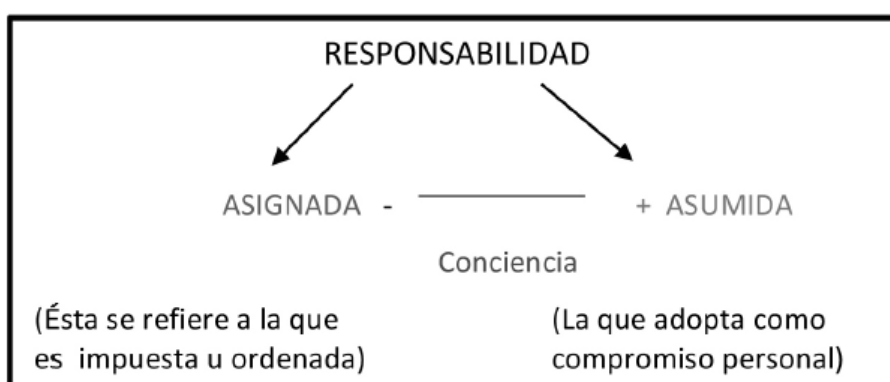 RESPONSABILIDAD
ASIGNADA - + ASUMIDA
Conciencia
(Ésta se refiere a la que
es impuesta u ordenada)
(La que adopta como
compromiso personal)